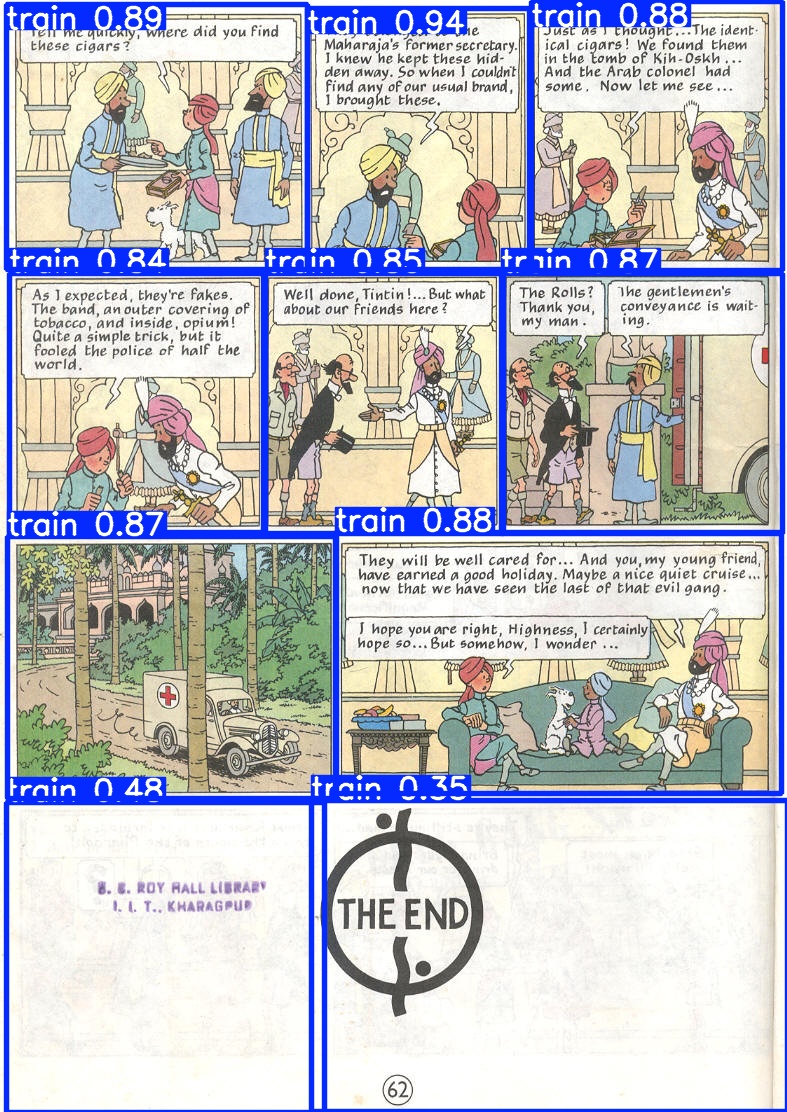 train 0.89
Tell me quickly, where did you find
these cigars?
train 0.94
the
Maharaja's former secretary.
I knew he kept these hid-
den away. So when I couldn't
find any of our usual brand,
I brought these.
train 0.88
Just as I thought...The ident-
ical cigars! We found them
in the tomb of Kih-Oskh...
And the Arab colonel had
some. Now let me see...
train 0.84
As I expected, they're fakes.
The band, an outer covering of
tobacco, and inside, opium!
Quite a simple trick, but it
fooled the police of half the
world.
train 0.85
Well done, Tintin!...But what
about our friends here?
train 0.87
The Rolls?
Thank you,
my man.
The gentlemen's
conveyance is wait-
ing.
train 0.87
train 0.88
They will be well cared for... And you, my young friend,
have earned a good holiday. Maybe a nice quiet cruise...
now that we have seen the last of that evil gang.
I hope you are right, Highness, I certainly
hope so... But somehow, I wonder...
train 0.48
ROY HALL LIBRARY
I. I. T., KHARAGPUR
train 0.35
THE END
62